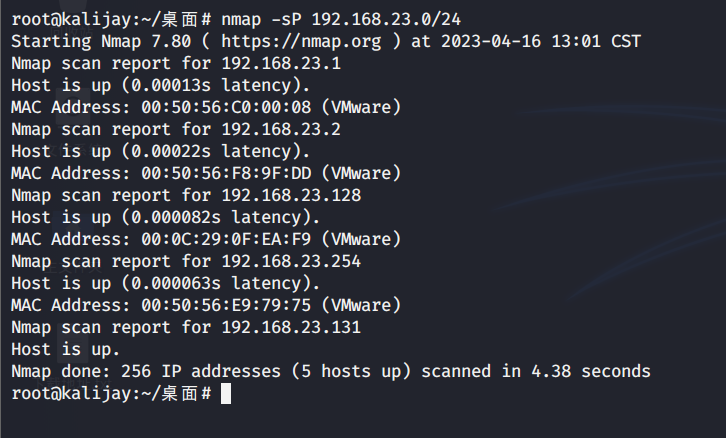 root@kalijay:~/桌面# nmap -sP 192.168.23.0/24
Starting Nmap 7.80 ( https://nmap.org ) at 2023-04-16 13:01 CST
Nmap scan report for 192.168.23.1
Host is up (0.00013s latency).
MAC Address: 00:50:56:C0:00:08 (VMware)
Nmap scan report for 192.168.23.2
Host is up (0.00022s latency).
MAC Address: 00:50:56:F8:9F:DD (VMware)
Nmap scan report for 192.168.23.128
Host is up (0.000082s latency).
MAC Address: 00:0C:29:0F:EA:F9 (VMware)
Nmap scan report for 192.168.23.254
Host is up (0.000063s latency).
MAC Address: 00:50:56:E9:79:75 (VMware)
Nmap scan report for 192.168.23.131
Host is up.
Nmap done: 256 IP addresses (5 hosts up) scanned in 4.38 seconds
root@kalijay:~/桌面#